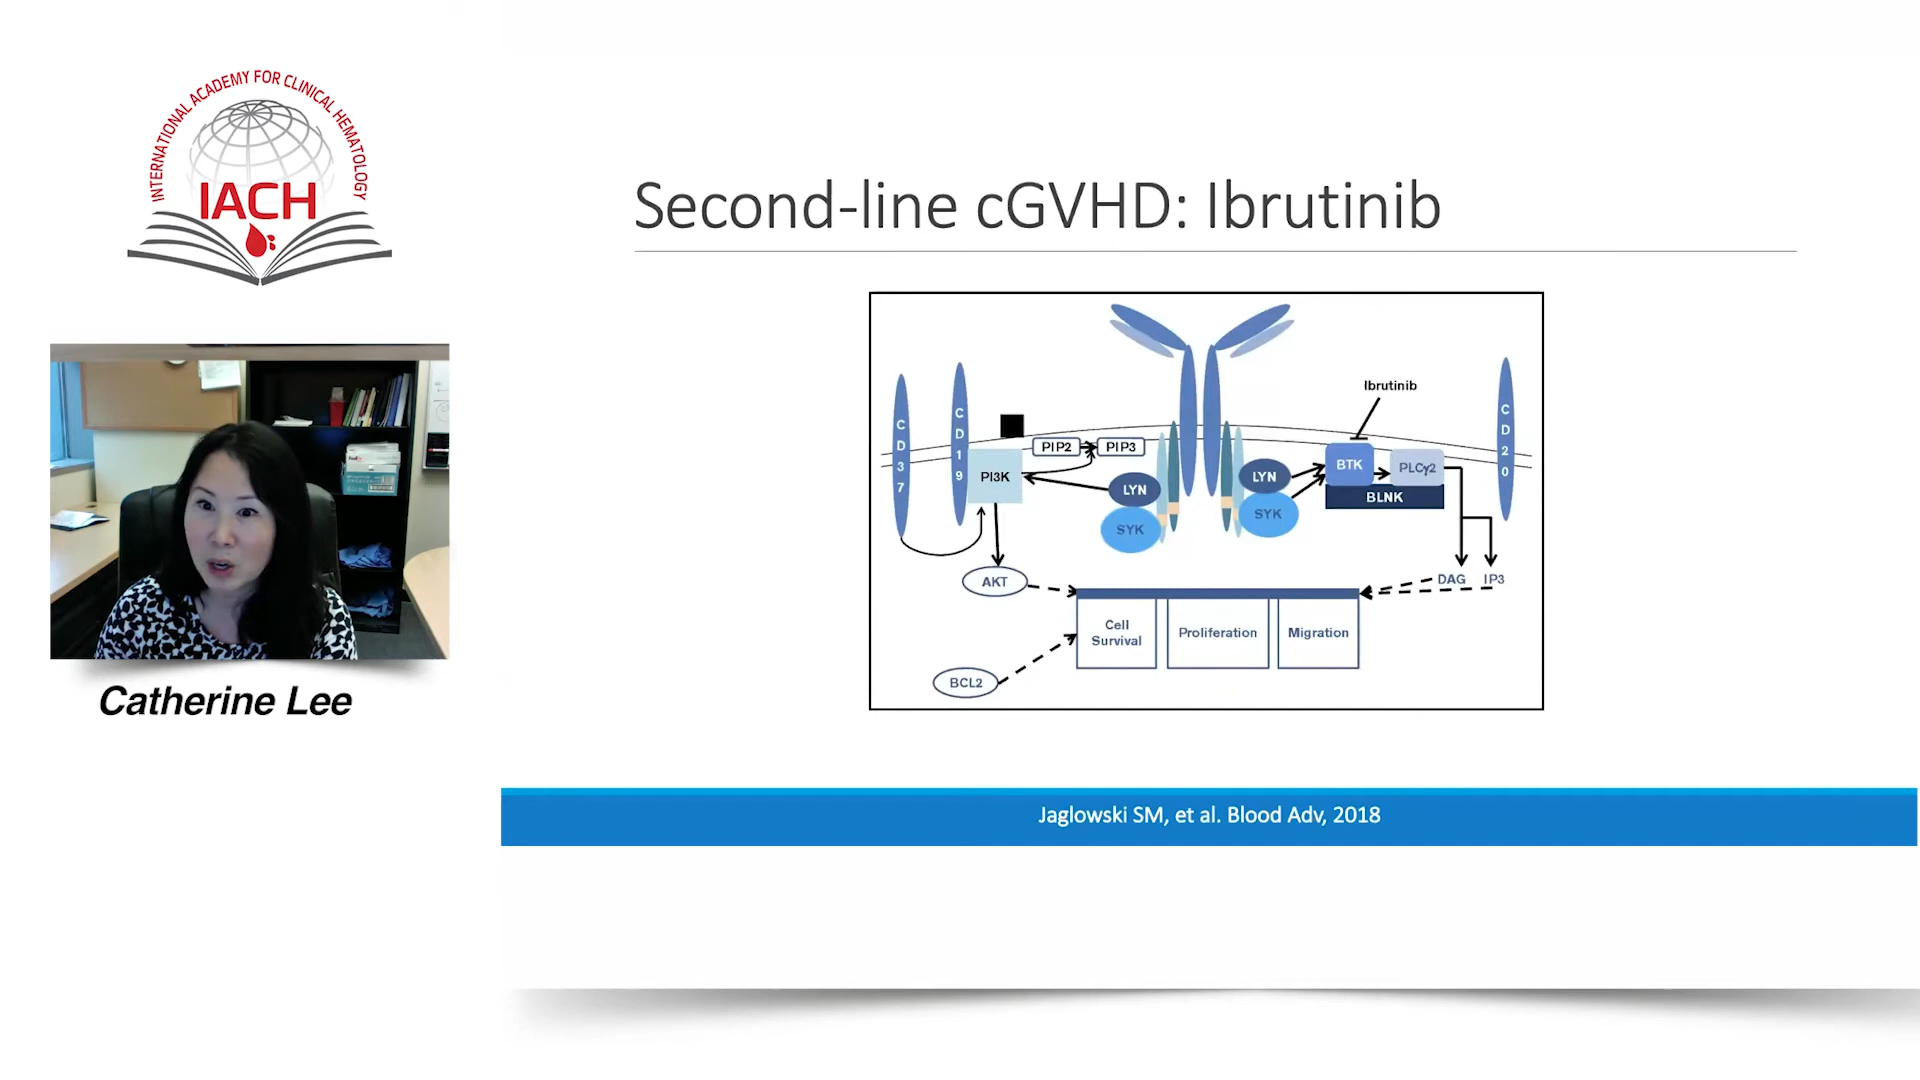 INTERNATIONAL ACADEMY FOR CLINICAL HEMATOLOGY
IACH
Catherine Lee
Second-line cGVHD: Ibrutinib
CD37
CD19
PIP2
PIP3
PI3K
LYN
SYK
LYN
SYK
Ibrutinib
BTK
PLCγ2
BLNK
CD20
AKT
DAG
IP3
Cell
Survival
Proliferation
Migration
BCL2
Jaglowski SM, et al. Blood Adv, 2018